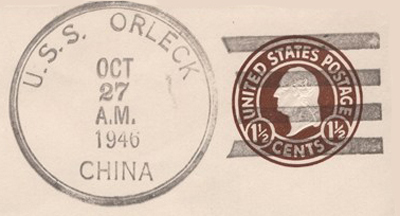 U.S.S. ORLECK
OCT
27
A.M.
1946
CHINA
UNITED STATES POSTAGE
1½ 1½
CENTS